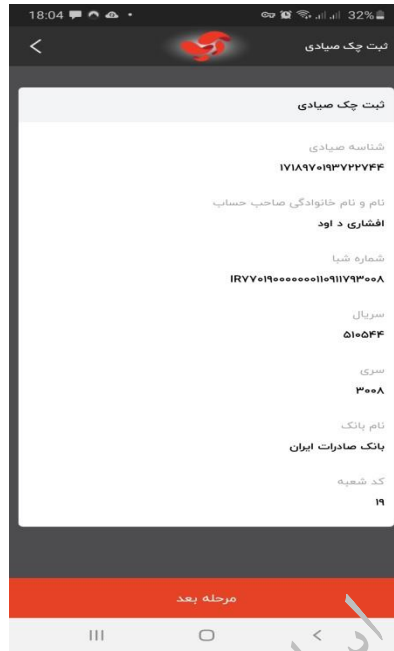 18:04
32%
ثبت چک صیادی
ثبت چک صیادی
شناسه صیادی
۱۷۱۸۹۷۰۱۹۳۷۲۲۷۴۴
نام و نام خانوادگی صاحب حساب
افشاری د اود
شماره شبا
IR۷۷۰۱۹۰۰۰۰۰۰۰۱۱۰۹۱۱۷۹۳۰۰۸
سریال
۵۱۰۵۴۴
سری
۳۰۰۸
نام بانک
بانک صادرات ایران
کد شعبه
۱۹
مرحله بعد